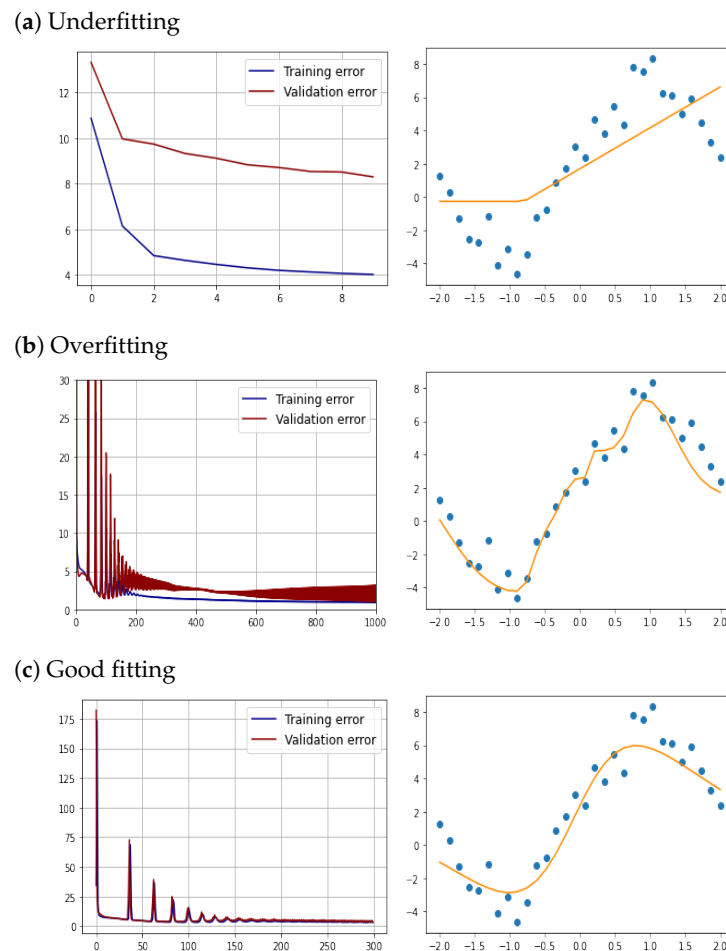 (a) Underfitting
Training error
Validation error
12
10
8
6
4
0 2 4 6 8
8
6
4
2
0
−2
−4
−2.0 −1.5 −1.0 −0.5 0.0 0.5 1.0 1.5 2.0
(b) Overfitting
Training error
Validation error
30
25
20
15
10
5
0
0 200 400 600 800 1000
8
6
4
2
0
−2
−4
−2.0 −1.5 −1.0 −0.5 0.0 0.5 1.0 1.5 2.0
(c) Good fitting
Training error
Validation error
175
150
125
100
75
50
25
0
0 50 100 150 200 250 300
8
6
4
2
0
−2
−4
−2.0 −1.5 −1.0 −0.5 0.0 0.5 1.0 1.5 2.0